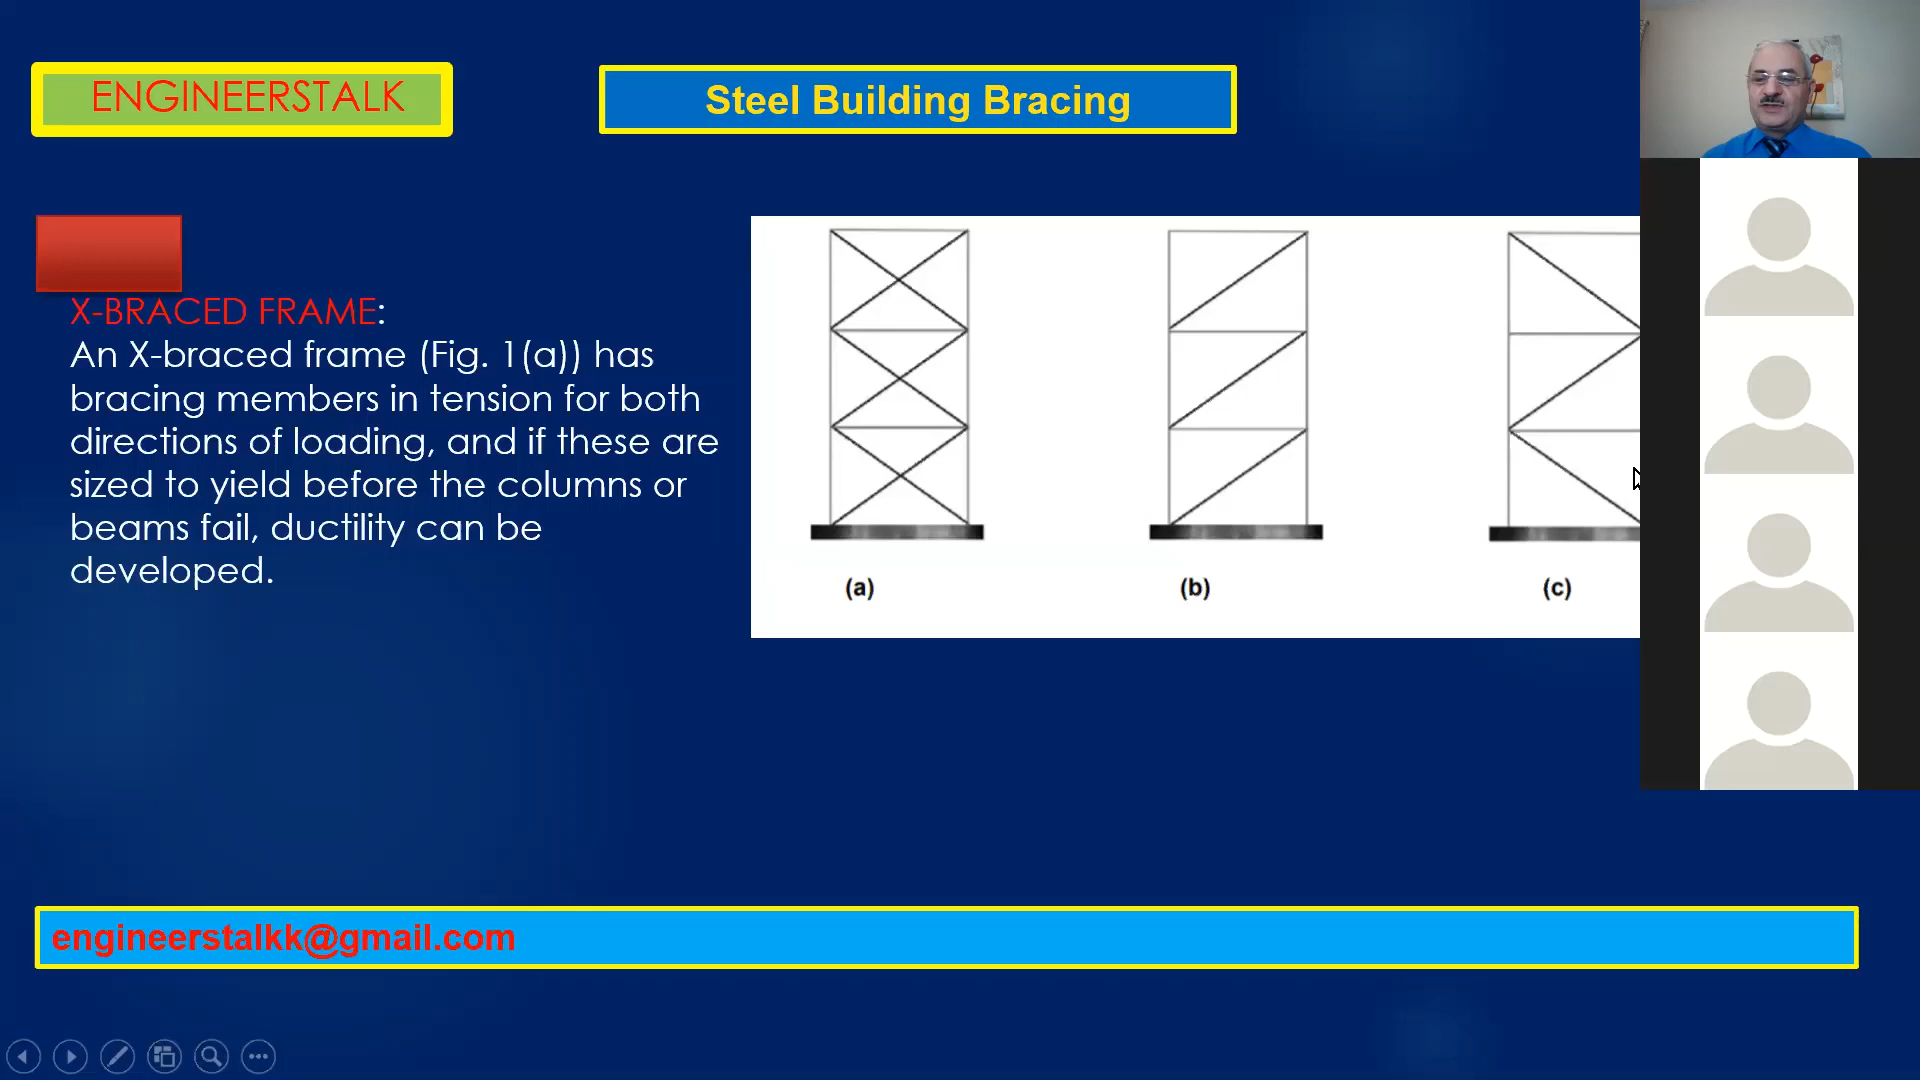 ENGINEERSTALK
Steel Building Bracing
X-BRACED FRAME:
An X-braced frame (Fig. 1(a)) has
bracing members in tension for both
directions of loading, and if these are
sized to yield before the columns or
beams fail, ductility can be
developed.
(a)
(b)
(c)
engineerstalkk@gmail.com